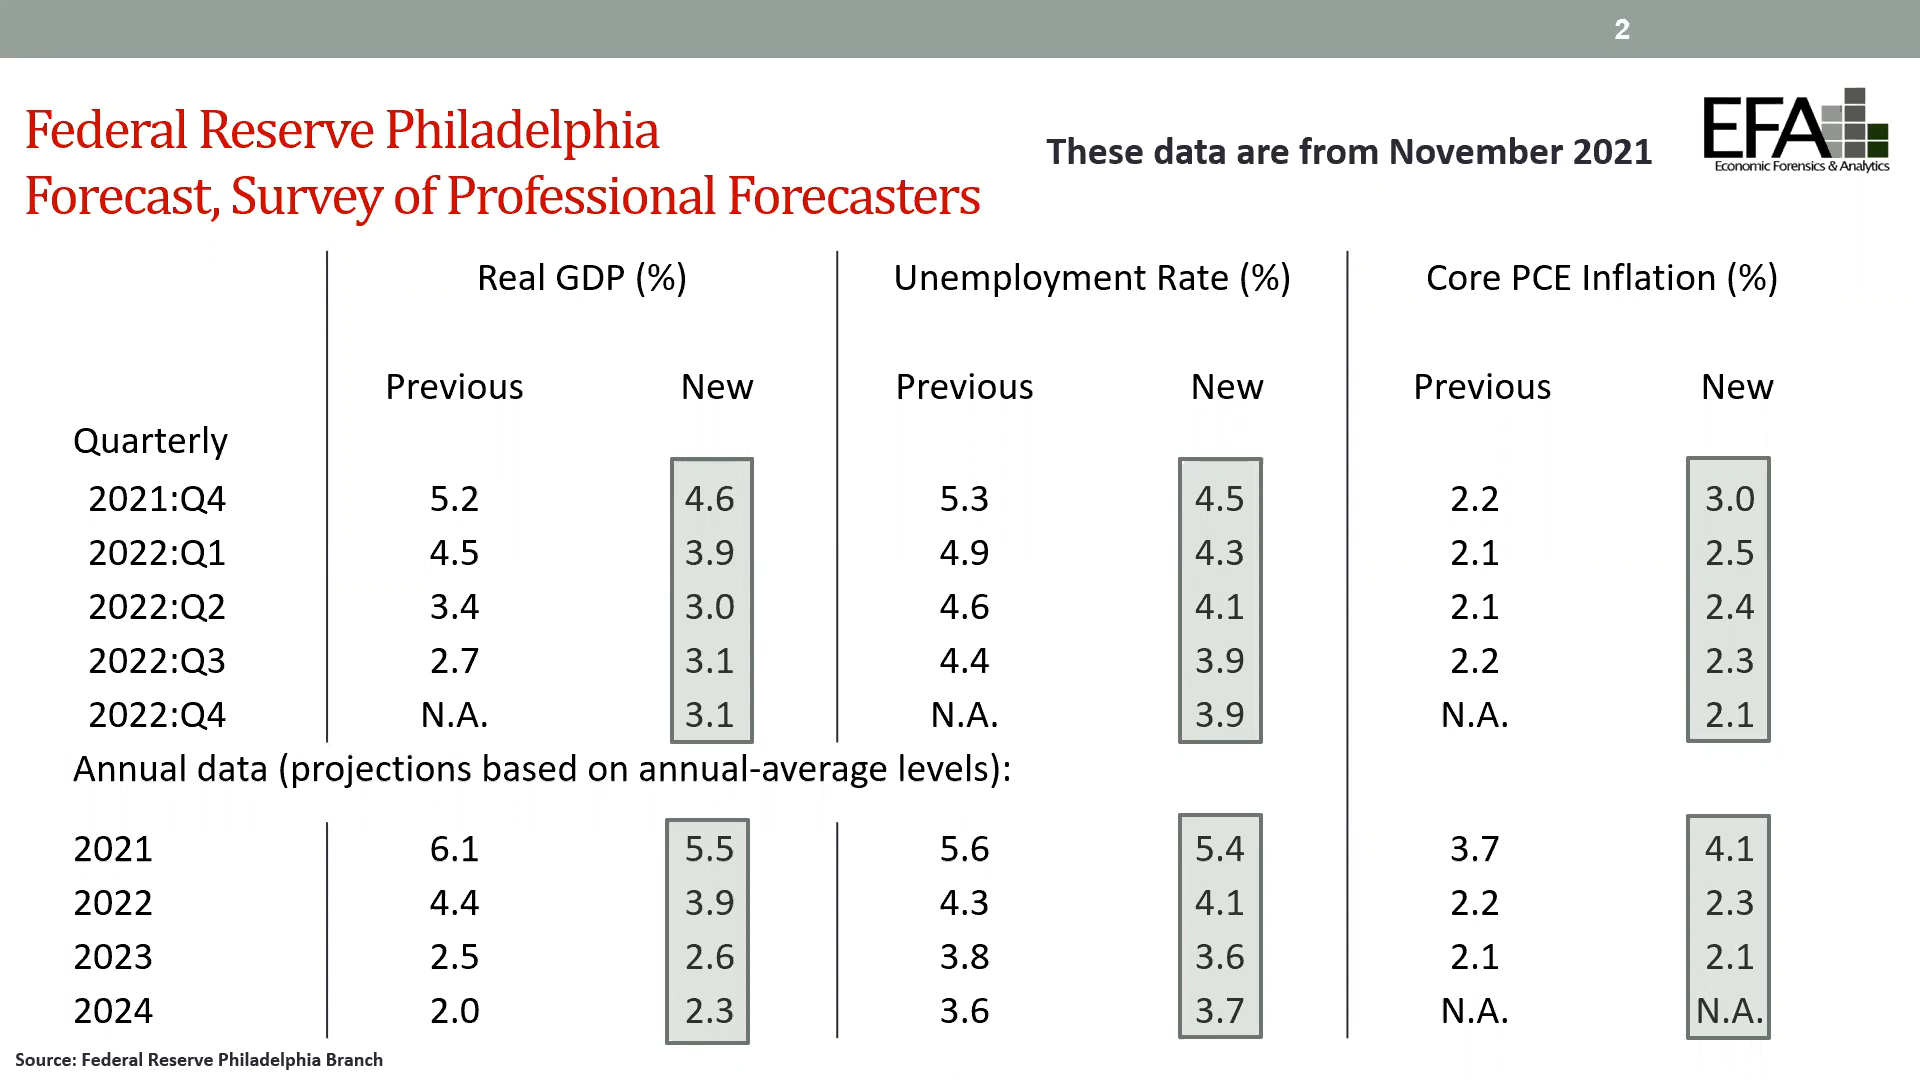 2
Federal Reserve Philadelphia
Forecast, Survey of Professional Forecasters
These data are from November 2021
EFA
Economic Forensics & Analytics
Real GDP (%) Unemployment Rate (%) Core PCE Inflation (%)
Previous New Previous New Previous New
Quarterly
2021:Q4 5.2 4.6 5.3 4.5 2.2 3.0
2022:Q1 4.5 3.9 4.9 4.3 2.1 2.5
2022:Q2 3.4 3.0 4.6 4.1 2.1 2.4
2022:Q3 2.7 3.1 4.4 3.9 2.2 2.3
2022:Q4 N.A. 3.1 N.A. 3.9 N.A. 2.1
Annual data (projections based on annual-average levels):
2021 6.1 5.5 5.6 5.4 3.7 4.1
2022 4.4 3.9 4.3 4.1 2.2 2.3
2023 2.5 2.6 3.8 3.6 2.1 2.1
2024 2.0 2.3 3.6 3.7 N.A. N.A.
Source: Federal Reserve Philadelphia Branch